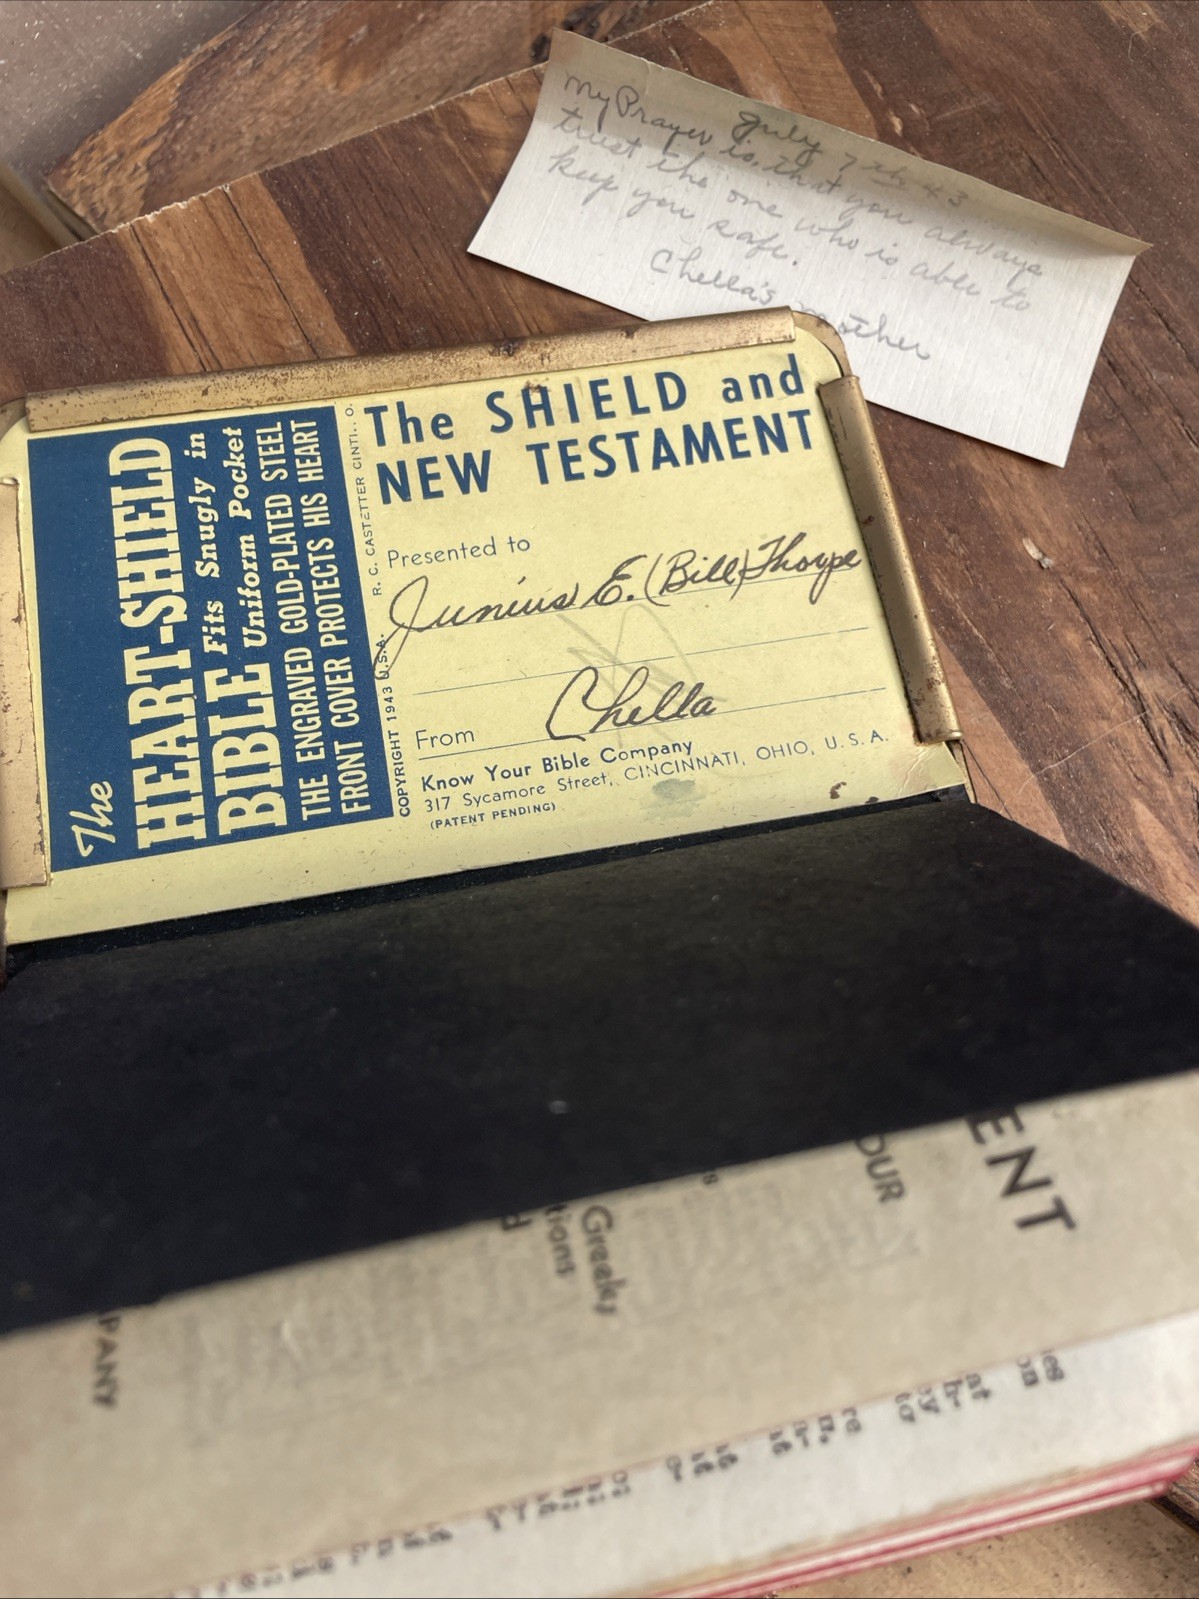 July 7th 43
My Prayer is, that you always
trust the one who is able to
keep you safe.
Chella's mother
The
HEART-SHIELD
BIBLE Fits Snugly in
Uniform Pocket
THE ENGRAVED GOLD-PLATED STEEL
FRONT COVER PROTECTS HIS HEART
COPYRIGHT 1943 U.S.A. R. C. CASTETTER CINTI., O.
The SHIELD and
NEW TESTAMENT
Presented to
Junius E. (Bill) Thorpe
From Chella
Know Your Bible Company
317 Sycamore Street, CINCINNATI, OHIO, U.S.A.
(PATENT PENDING)
ENT
OUR
Greek,
tions
PANY